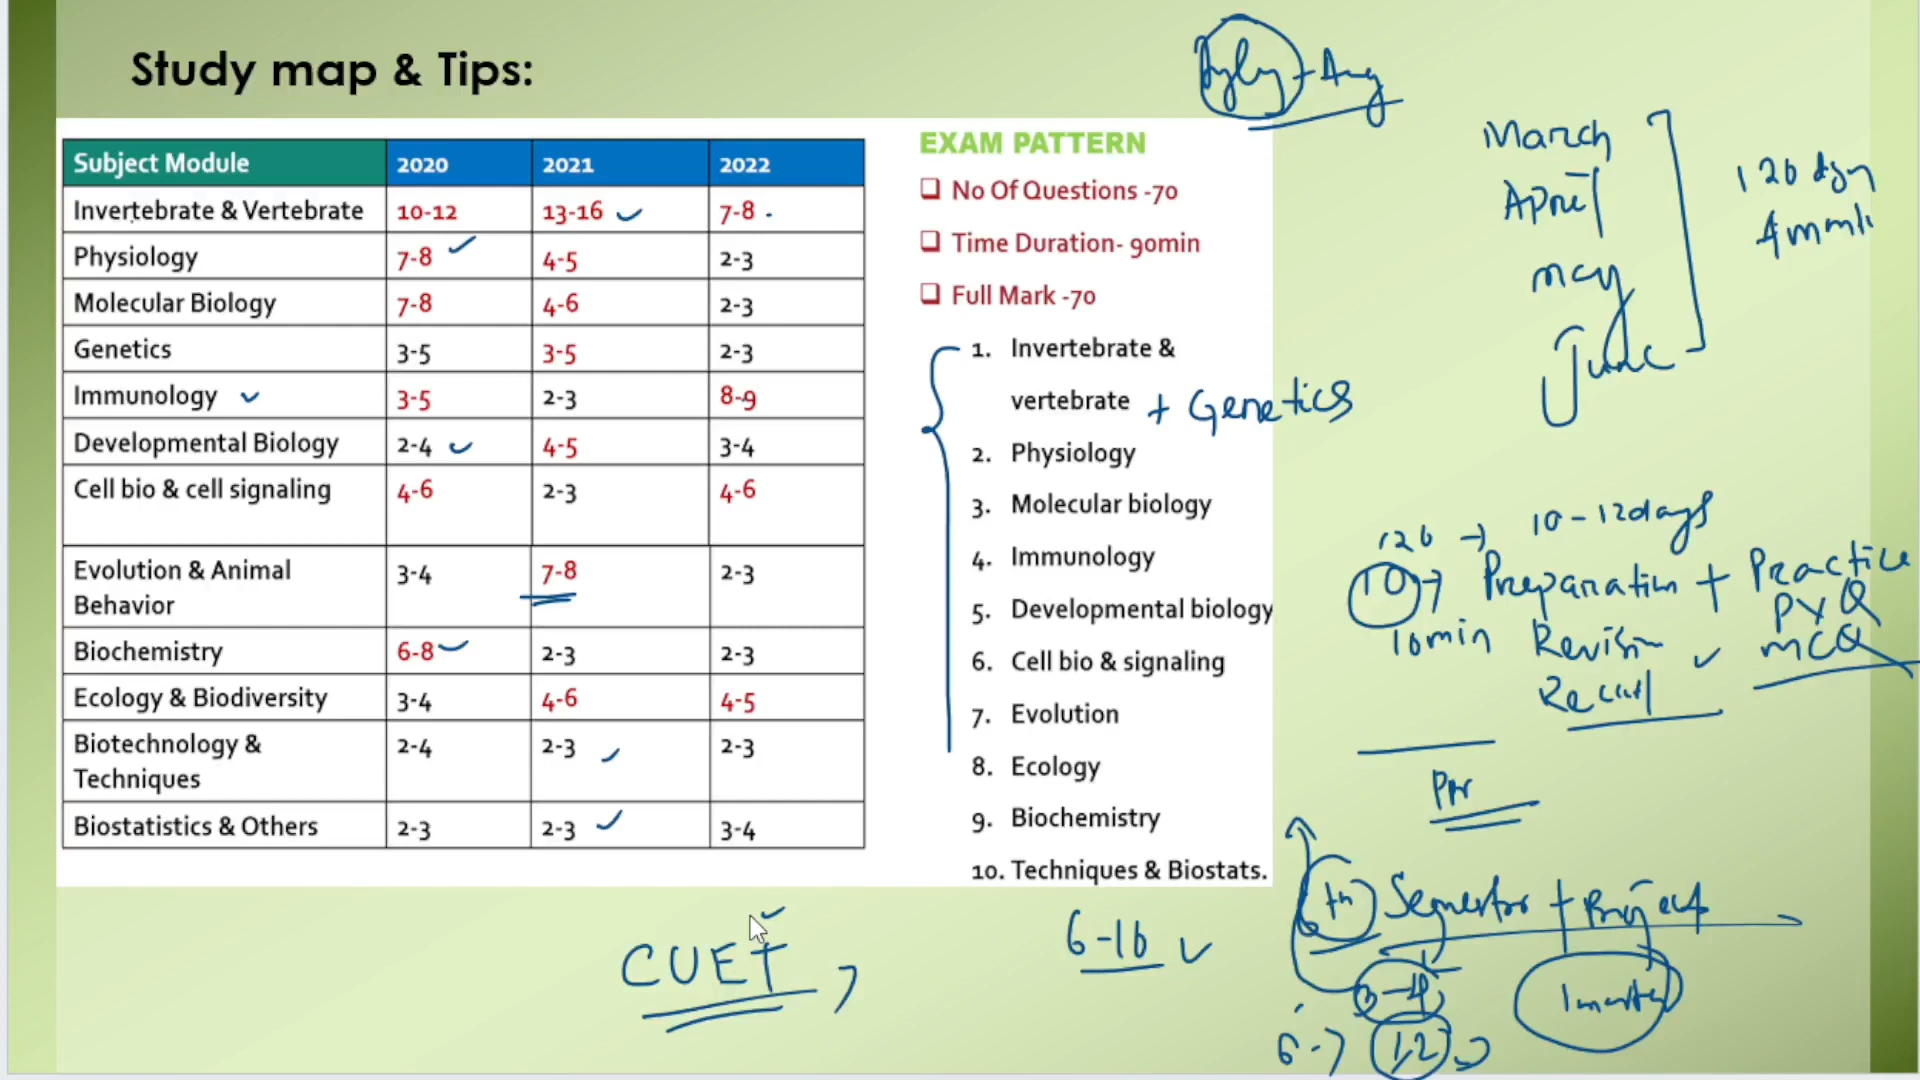 Study map & Tips:
Subject Module 2020 2021 2022
Invertebrate & Vertebrate 10-12 13-16 7-8
Physiology 7-8 4-5 2-3
Molecular Biology 7-8 4-6 2-3
Genetics 3-5 3-5 2-3
Immunology 3-5 2-3 8-9
Developmental Biology 2-4 4-5 3-4
Cell bio & cell signaling 4-6 2-3 4-6
Evolution & Animal
Behavior 3-4 7-8 2-3
Biochemistry 6-8 2-3 2-3
Ecology & Biodiversity 3-4 4-6 4-5
Biotechnology &
Techniques 2-4 2-3 2-3
Biostatistics & Others 2-3 2-3 3-4
EXAM PATTERN
No Of Questions -70
Time Duration- 90min
Full Mark -70
1. Invertebrate &
vertebrate + Genetics
2. Physiology
3. Molecular biology
4. Immunology
5. Developmental biology
6. Cell bio & signaling
7. Evolution
8. Ecology
9. Biochemistry
10. Techniques & Biostats.
+ Aug
March
April
May
June
120
4
120 → 10-12days
10 → Preparation + Practice
PYQ
10min Revision MCQ
Recall
CUET,
6-10
Semester + Project
3-4
6-7 12